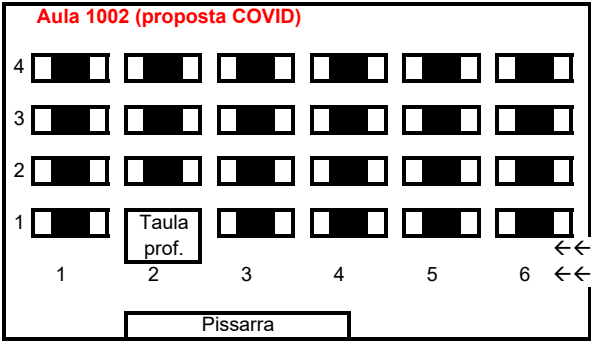 Aula 1002 (proposta COVID)
4
3
2
1 Taula
prof.
←←
1 2 3 4 5 6 ←←
Pissarra